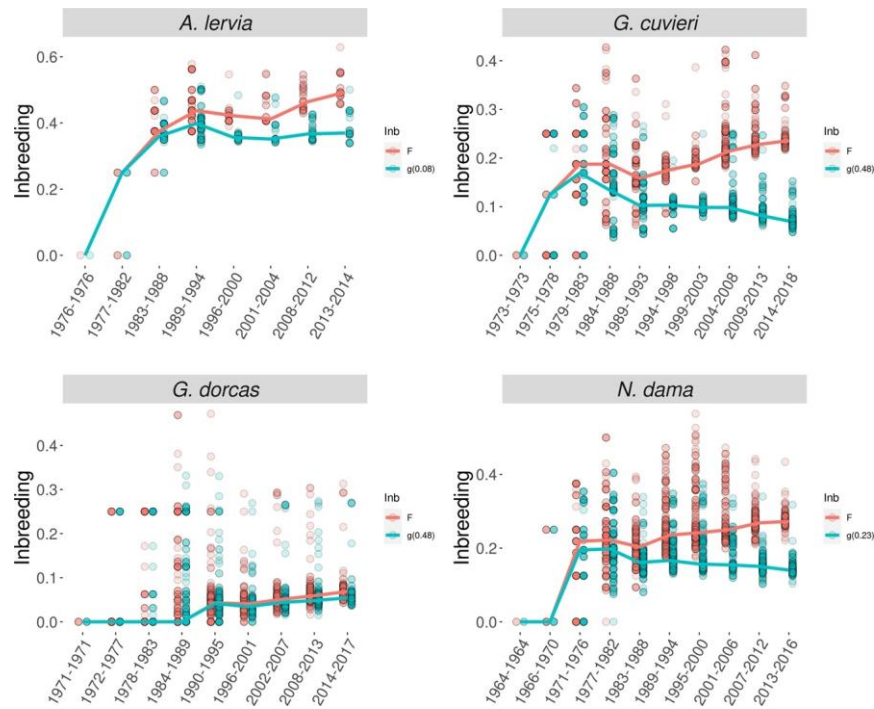 A. lervia
Inbreeding
0.6
0.4
0.2
0.0
1976-1976
1977-1982
1983-1988
1989-1994
1996-2000
2001-2004
2008-2012
2013-2014
Inb
F
g(0.08)
G. cuvieri
Inbreeding
0.4
0.3
0.2
0.1
0.0
1973-1973
1975-1978
1979-1983
1984-1988
1989-1993
1994-1998
1999-2003
2004-2008
2009-2013
2014-2018
Inb
F
g(0.48)
G. dorcas
Inbreeding
0.4
0.3
0.2
0.1
0.0
1971-1971
1972-1977
1978-1983
1984-1989
1990-1995
1996-2001
2002-2007
2008-2013
2014-2017
Inb
F
g(0.48)
N. dama
Inbreeding
0.4
0.2
0.0
1964-1964
1966-1970
1971-1976
1977-1982
1983-1988
1989-1994
1995-2000
2001-2006
2007-2012
2013-2016
Inb
F
g(0.23)